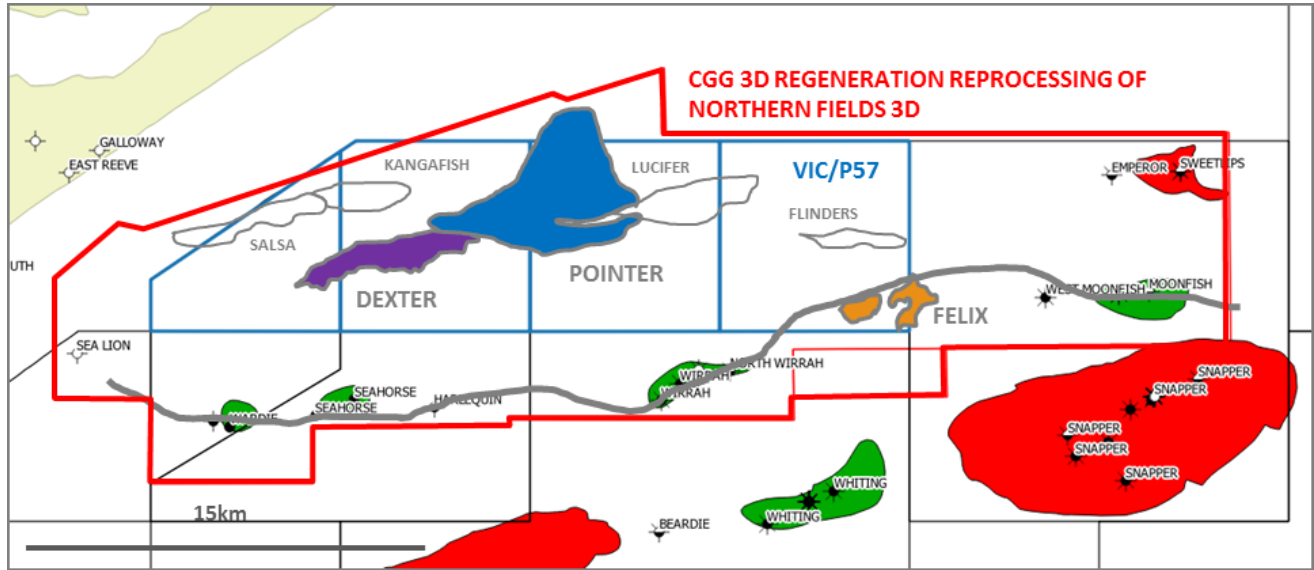 CGG 3D REGENERATION REPROCESSING OF
NORTHERN FIELDS 3D
GALLOWAY
EAST REEVE
KANGAFISH
LUCIFER
VIC/P57
EMPEROR
SWEETLIPS
FLINDERS
SALSA
UTH
POINTER
DEXTER
WEST MOONFISH
MOONFISH
FELIX
SEA LION
NORTH WIRRAH
WIRRAH
WIRRAH
SEAHORSE
SEAHORSE
HARLEQUIN
WARDIE
SNAPPER
SNAPPER
SNAPPER
SNAPPER
SNAPPER
WHITING
WHITING
BEARDIE
15km